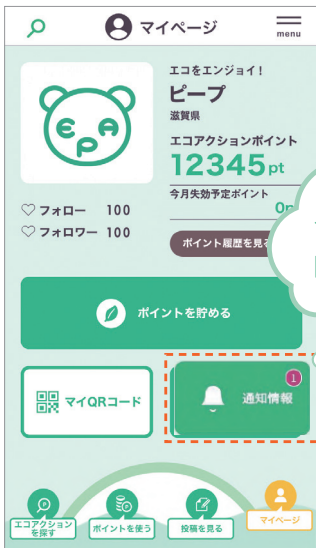 マイページ
menu
エコをエンジョイ！
ピープ
滋賀県
エコアクションポイント
12345pt
今月失効予定ポイント
EPA
♡フォロー 100
♡フォロワー 100
ポイント履歴を見
ポイントを貯める
マイQRコード
1
通知情報
エコアクション
を探す
ポイントを使う
投稿を見る
マイページ